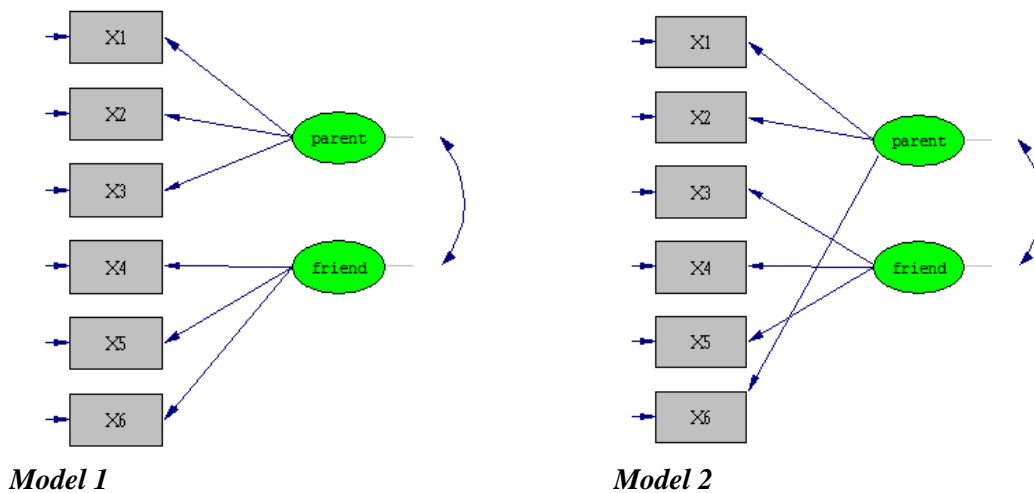 X1
X2
X3
X4
X5
X6
parent
friend
Model 1
X1
X2
X3
X4
X5
X6
parent
friend
Model 2